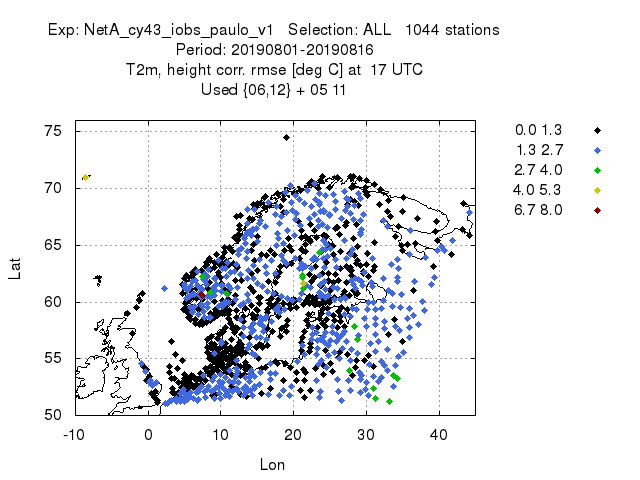 Exp: NetA_cy43_iobs_paulo_v1 Selection: ALL 1044 stations
Period: 20190801-20190816
T2m, height corr. rmse [deg C] at 17 UTC
Used {06,12} + 05 11
0.0 1.3
1.3 2.7
2.7 4.0
4.0 5.3
6.7 8.0
75
70
65
60
55
50
Lat
-10 0 10 20 30 40
Lon